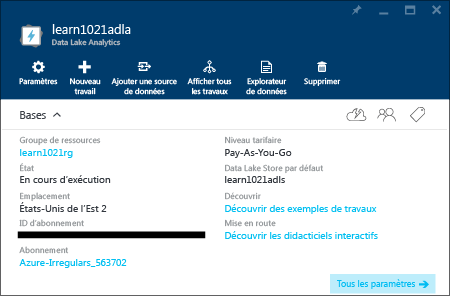 learn1021adla
Data Lake Analytics
Paramètres
Nouveau
travail
Ajouter une source
de données
Afficher tous
les travaux
Explorateur
de données
Supprimer
Bases
Groupe de ressources
learn1021rg
État
En cours d'exécution
Emplacement
États-Unis de l'Est 2
ID d'abonnement
Abonnement
Azure-Irregulars_563702
Niveau tarifaire
Pay-As-You-Go
Data Lake Store par défaut
learn1021adls
Découvrir
Découvrir des exemples de travaux
Mise en route
Découvrir les didacticiels interactifs
Tous les paramètres